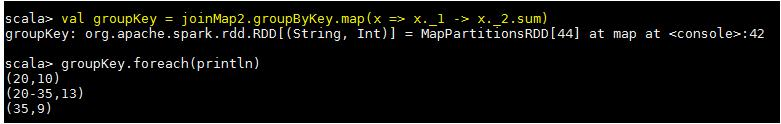 scala> val groupKey = joinMap2.groupByKey.map(x => x._1 -> x._2.sum)
groupKey: org.apache.spark.rdd.RDD[(String, Int)] = MapPartitionsRDD[44] at map at <console>:42
scala> groupKey.foreach(println)
(20,10)
(20-35,13)
(35,9)